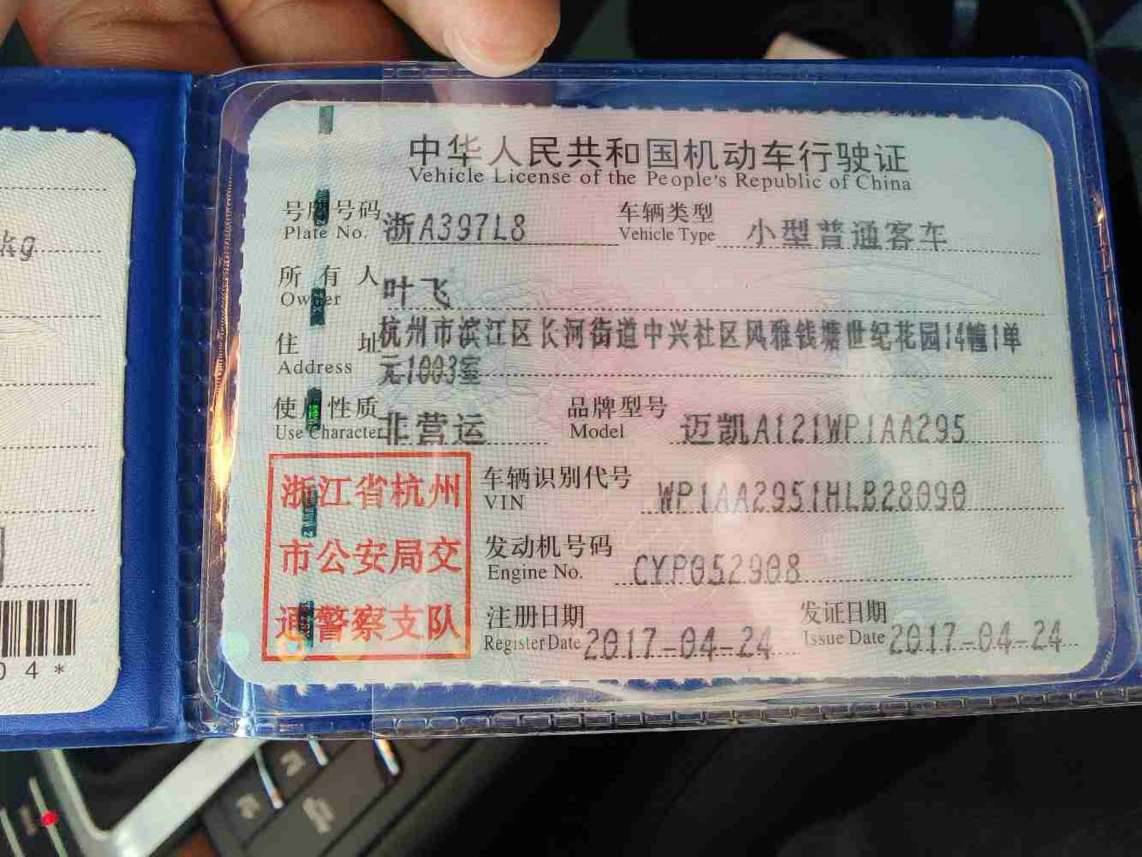 中华人民共和国机动车行驶证
Vehicle License of the People's Republic of China
号牌号码 浙A397L8 车辆类型 小型普通客车
Plate No. Vehicle Type
所有人 叶飞
Owner
住址 杭州市滨江区长河街道中兴社区风雅钱塘世纪花园14幢1单
Address 元1003室
使用性质 非营运 品牌型号 迈凯A121WP1AA295
Use Character Model
浙江省杭州
市公安局交
通警察支队
车辆识别代号 WP1AA2951HLB28090
VIN
发动机号码 CYP052908
Engine No.
注册日期 2017-04-24 发证日期 2017-04-24
Register Date Issue Date
kg
04*